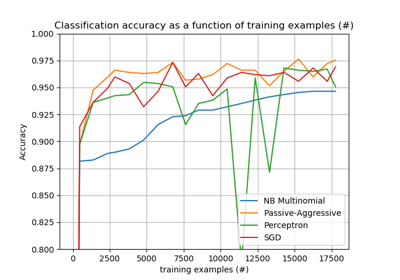 Classification accuracy as a function of training examples (#)
1.000
0.975
0.950
0.925
0.900
0.875
0.850
0.825
0.800
Accuracy
NB Multinomial
Passive-Aggressive
Perceptron
SGD
0 2500 5000 7500 10000 12500 15000 17500
training examples (#)